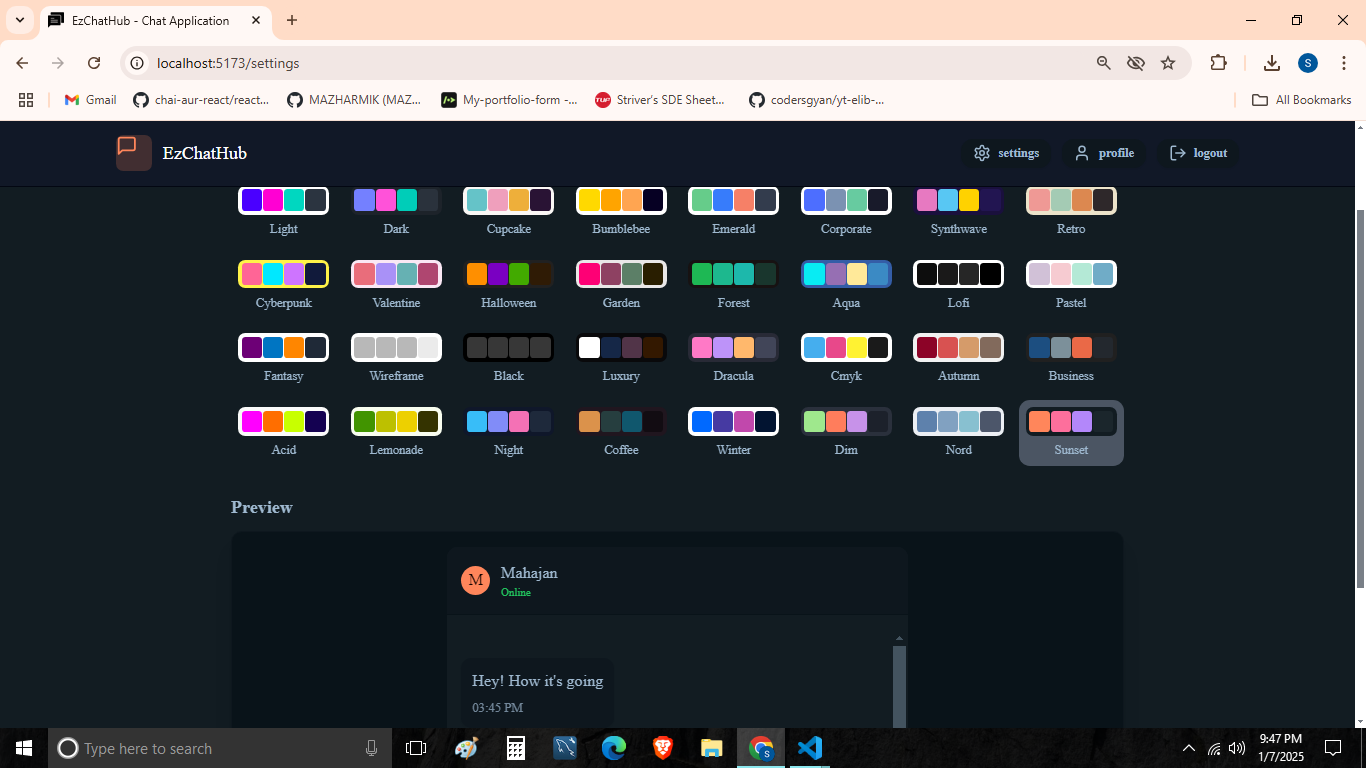 EzChatHub - Chat Application
localhost:5173/settings
S
Gmail
chai-aur-react/react...
MAZHARMIK (MAZ...
My-portfolio-form -...
TUF
Striver's SDE Sheet...
codersgyan/yt-elib-...
All Bookmarks
EzChatHub
settings
profile
logout
Light Dark Cupcake Bumblebee Emerald Corporate Synthwave Retro
Cyberpunk Valentine Halloween Garden Forest Aqua Lofi Pastel
Fantasy Wireframe Black Luxury Dracula Cmyk Autumn Business
Acid Lemonade Night Coffee Winter Dim Nord Sunset
Preview
M
Mahajan
Online
Hey! How it's going
03:45 PM
Type here to search
S
9:47 PM
1/7/2025